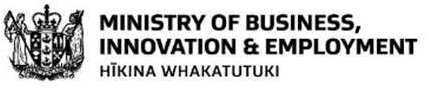 MINISTRY OF BUSINESS,
INNOVATION & EMPLOYMENT
HĪKINA WHAKATUTUKI